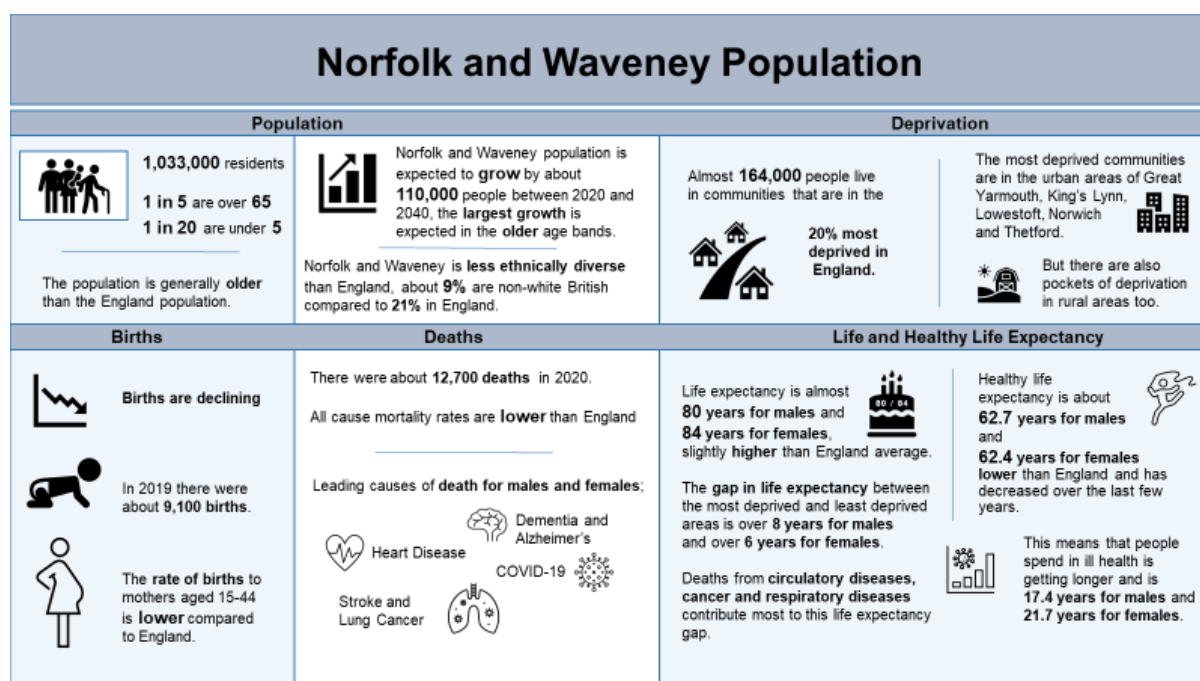 Norfolk and Waveney Population
Population
1,033,000 residents
1 in 5 are over 65
1 in 20 are under 5
The population is generally older
than the England population.
Norfolk and Waveney population is
expected to grow by about
110,000 people between 2020 and
2040, the largest growth is
expected in the older age bands.
Norfolk and Waveney is less ethnically diverse
than England, about 9% are non-white British
compared to 21% in England.
Deprivation
Almost 164,000 people live
in communities that are in the
20% most
deprived in
England.
The most deprived communities
are in the urban areas of Great
Yarmouth, King's Lynn,
Lowestoft, Norwich
and Thetford.
But there are also
pockets of deprivation
in rural areas too.
Births
Births are declining
In 2019 there were
about 9,100 births.
The rate of births to
mothers aged 15-44
is lower compared
to England.
Deaths
There were about 12,700 deaths in 2020.
All cause mortality rates are lower than England
Leading causes of death for males and females;
Dementia and
Alzheimer's
Heart Disease
COVID-19
Stroke and
Lung Cancer
Life and Healthy Life Expectancy
Life expectancy is almost
80 years for males and
84 years for females,
slightly higher than England average.
80 / 84
The gap in life expectancy between
the most deprived and least deprived
areas is over 8 years for males
and over 6 years for females.
Deaths from circulatory diseases,
cancer and respiratory diseases
contribute most to this life expectancy
gap.
Healthy life
expectancy is about
62.7 years for males
and
62.4 years for females
lower than England and has
decreased over the last few
years.
This means that people
spend in ill health is
getting longer and is
17.4 years for males and
21.7 years for females.